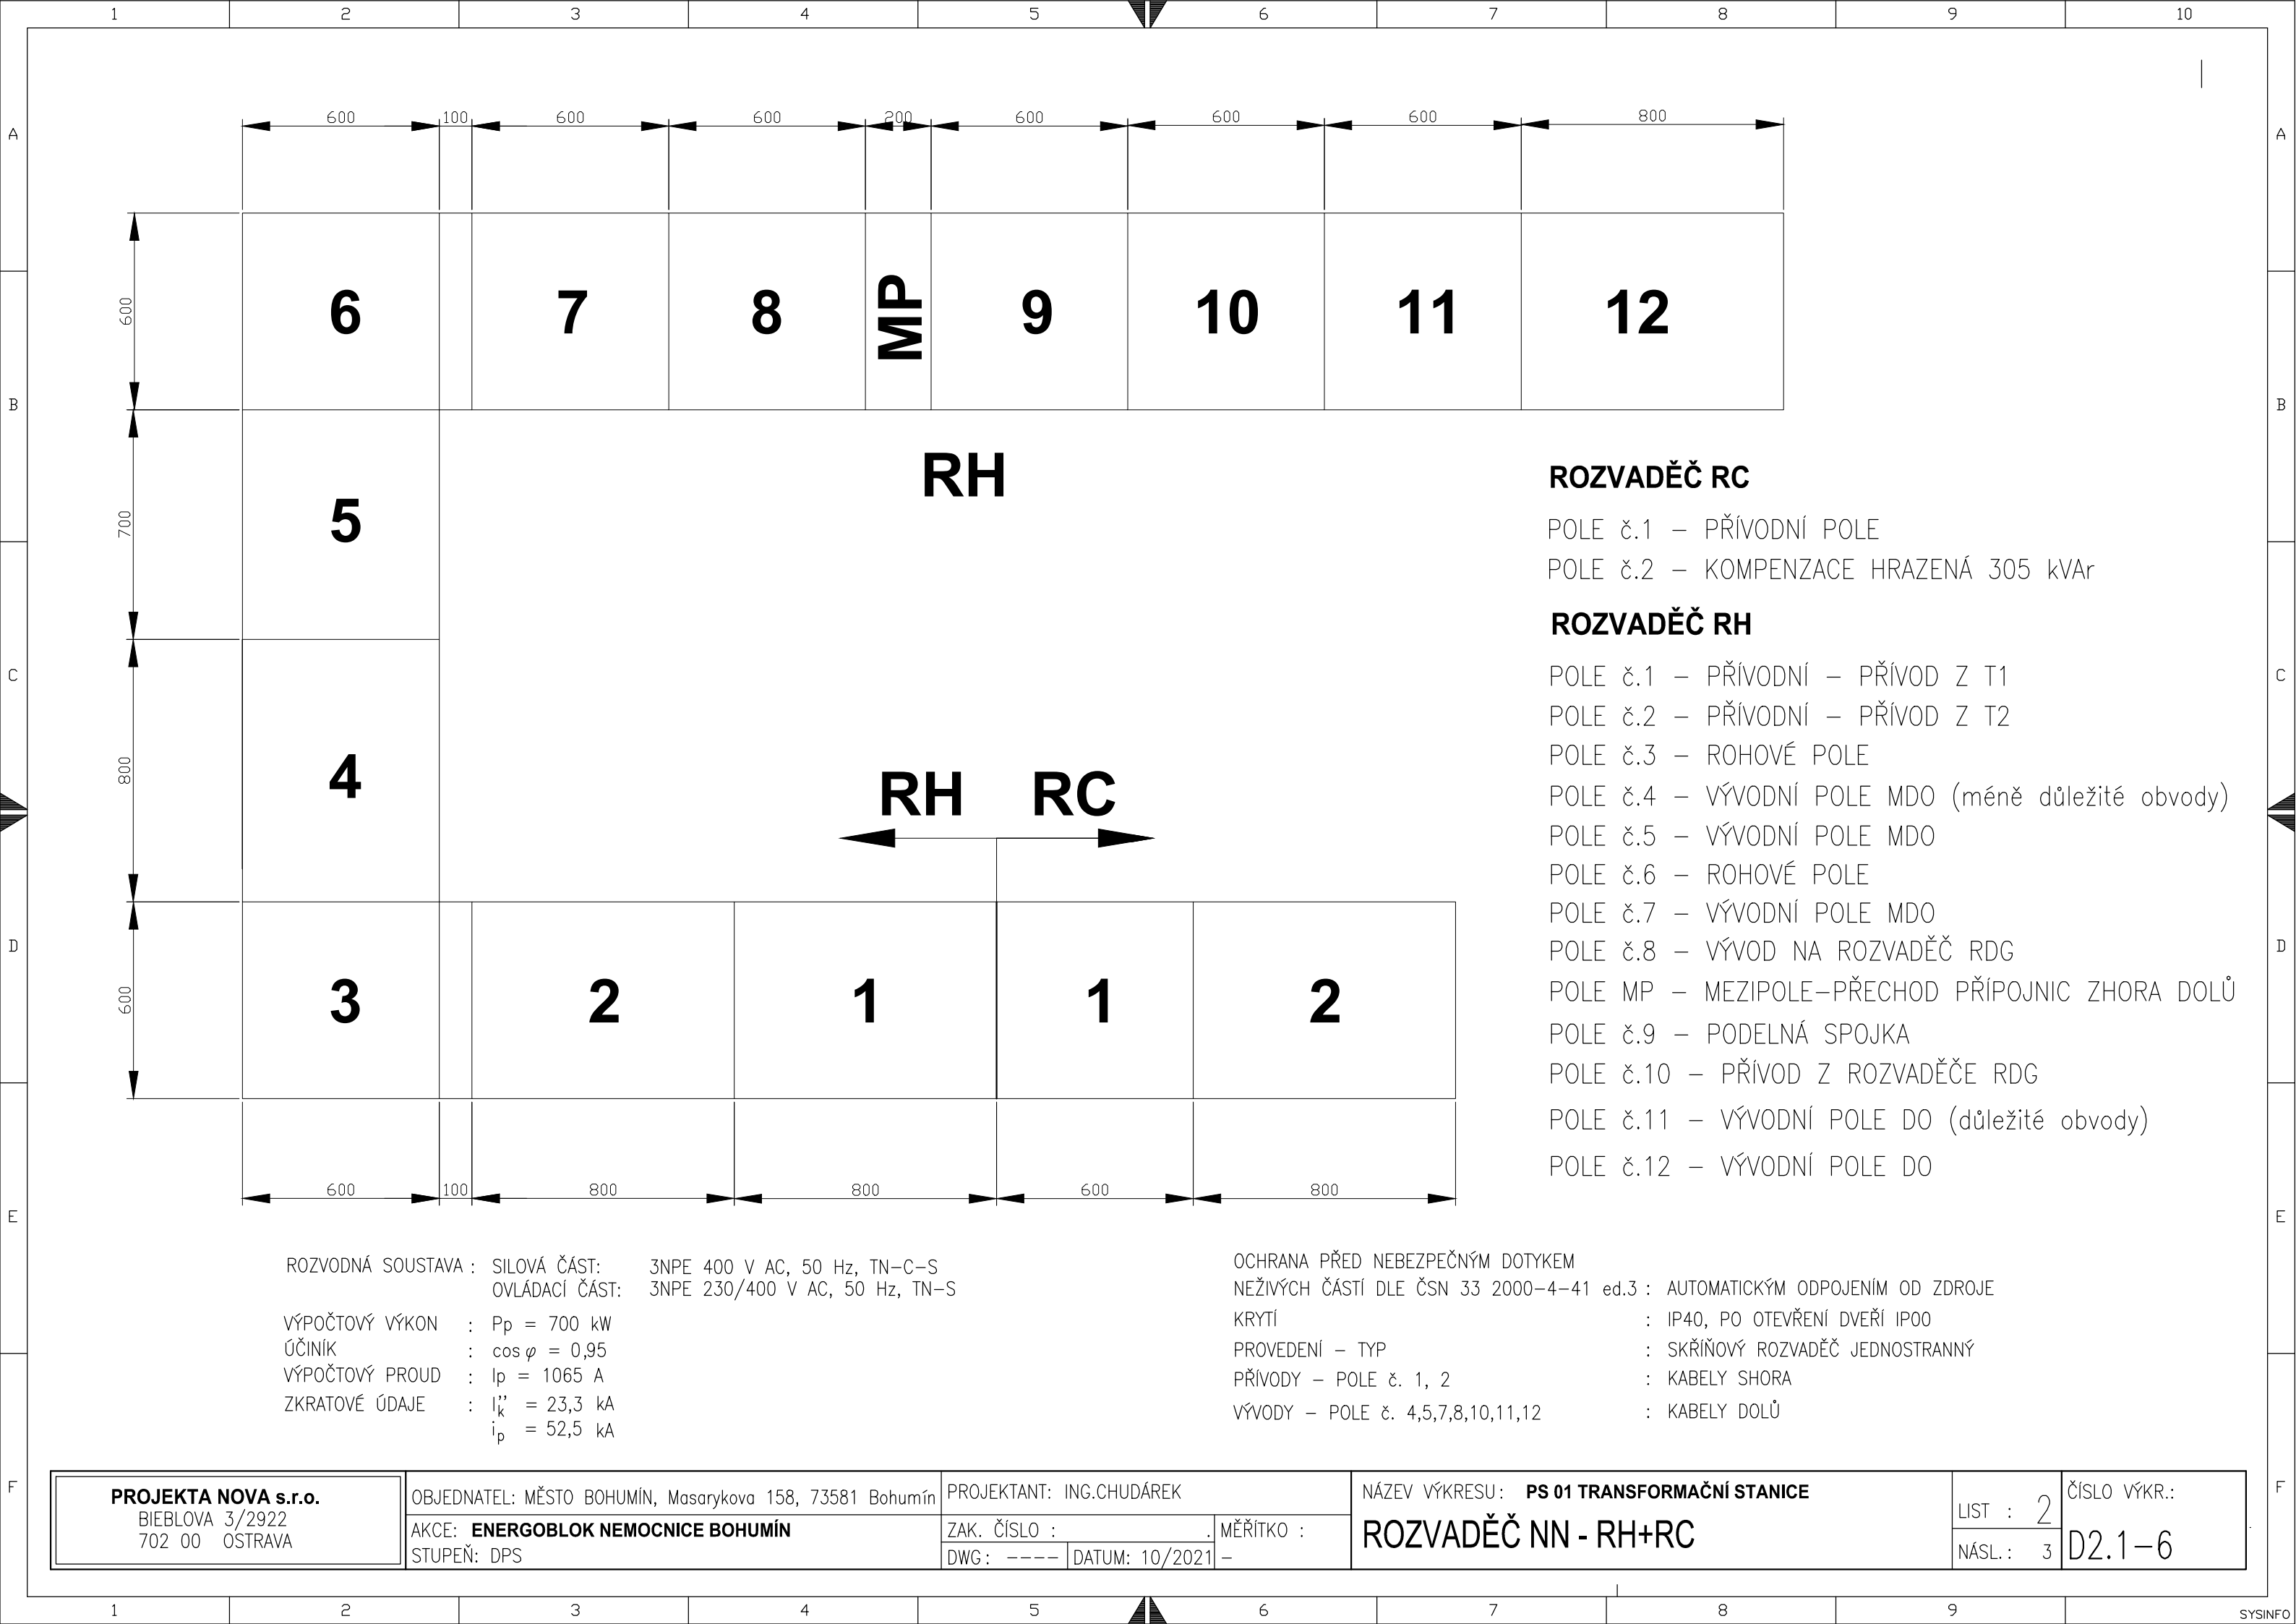 1 2 3 4 5 6 7 8 9 10
A A
600 100 600 600 200 600 600 600 800
600 6 7 8 MP 9 10 11 12
B B
RH
700 5
ROZVADĚČ RC
POLE č.1 – PŘÍVODNÍ POLE
POLE č.2 – KOMPENZACE HRAZENÁ 305 kVAr
ROZVADĚČ RH
POLE č.1 – PŘÍVODNÍ – PŘÍVOD Z T1
POLE č.2 – PŘÍVODNÍ – PŘÍVOD Z T2
POLE č.3 – ROHOVÉ POLE
POLE č.4 – VÝVODNÍ POLE MDO (méně důležité obvody)
POLE č.5 – VÝVODNÍ POLE MDO
POLE č.6 – ROHOVÉ POLE
POLE č.7 – VÝVODNÍ POLE MDO
POLE č.8 – VÝVOD NA ROZVADĚČ RDG
POLE MP – MEZIPOLE–PŘECHOD PŘÍPOJNIC ZHORA DOLŮ
POLE č.9 – PODELNÁ SPOJKA
POLE č.10 – PŘÍVOD Z ROZVADĚČE RDG
POLE č.11 – VÝVODNÍ POLE DO (důležité obvody)
POLE č.12 – VÝVODNÍ POLE DO
C C
800 4
RH RC
D D
600 3 2 1 1 2
600 100 800 800 600 800
E E
ROZVODNÁ SOUSTAVA : SILOVÁ ČÁST: 3NPE 400 V AC, 50 Hz, TN–C–S
OVLÁDACÍ ČÁST: 3NPE 230/400 V AC, 50 Hz, TN–S
VÝPOČTOVÝ VÝKON : Pp = 700 kW
ÚČINÍK : cos φ = 0,95
VÝPOČTOVÝ PROUD : Ip = 1065 A
ZKRATOVÉ ÚDAJE : I''k = 23,3 kA
ip = 52,5 kA
OCHRANA PŘED NEBEZPEČNÝM DOTYKEM
NEŽIVÝCH ČÁSTÍ DLE ČSN 33 2000–4–41 ed.3 : AUTOMATICKÝM ODPOJENÍM OD ZDROJE
KRYTÍ : IP40, PO OTEVŘENÍ DVEŘÍ IP00
PROVEDENÍ – TYP : SKŘÍŇOVÝ ROZVADĚČ JEDNOSTRANNÝ
PŘÍVODY – POLE č. 1, 2 : KABELY SHORA
VÝVODY – POLE č. 4,5,7,8,10,11,12 : KABELY DOLŮ
F F
PROJEKTA NOVA s.r.o.
BIEBLOVA 3/2922
702 00 OSTRAVA
OBJEDNATEL: MĚSTO BOHUMÍN, Masarykova 158, 73581 Bohumín
AKCE: ENERGOBLOK NEMOCNICE BOHUMÍN
STUPEŇ: DPS
PROJEKTANT: ING.CHUDÁREK
ZAK. ČÍSLO : .
MĚŘÍTKO :
–
DWG: –––– DATUM: 10/2021
NÁZEV VÝKRESU: PS 01 TRANSFORMAČNÍ STANICE
ROZVADĚČ NN - RH+RC
LIST : 2
NÁSL.: 3
ČÍSLO VÝKR.:
D2.1–6
1 2 3 4 5 6 7 8 9
SYSINFO